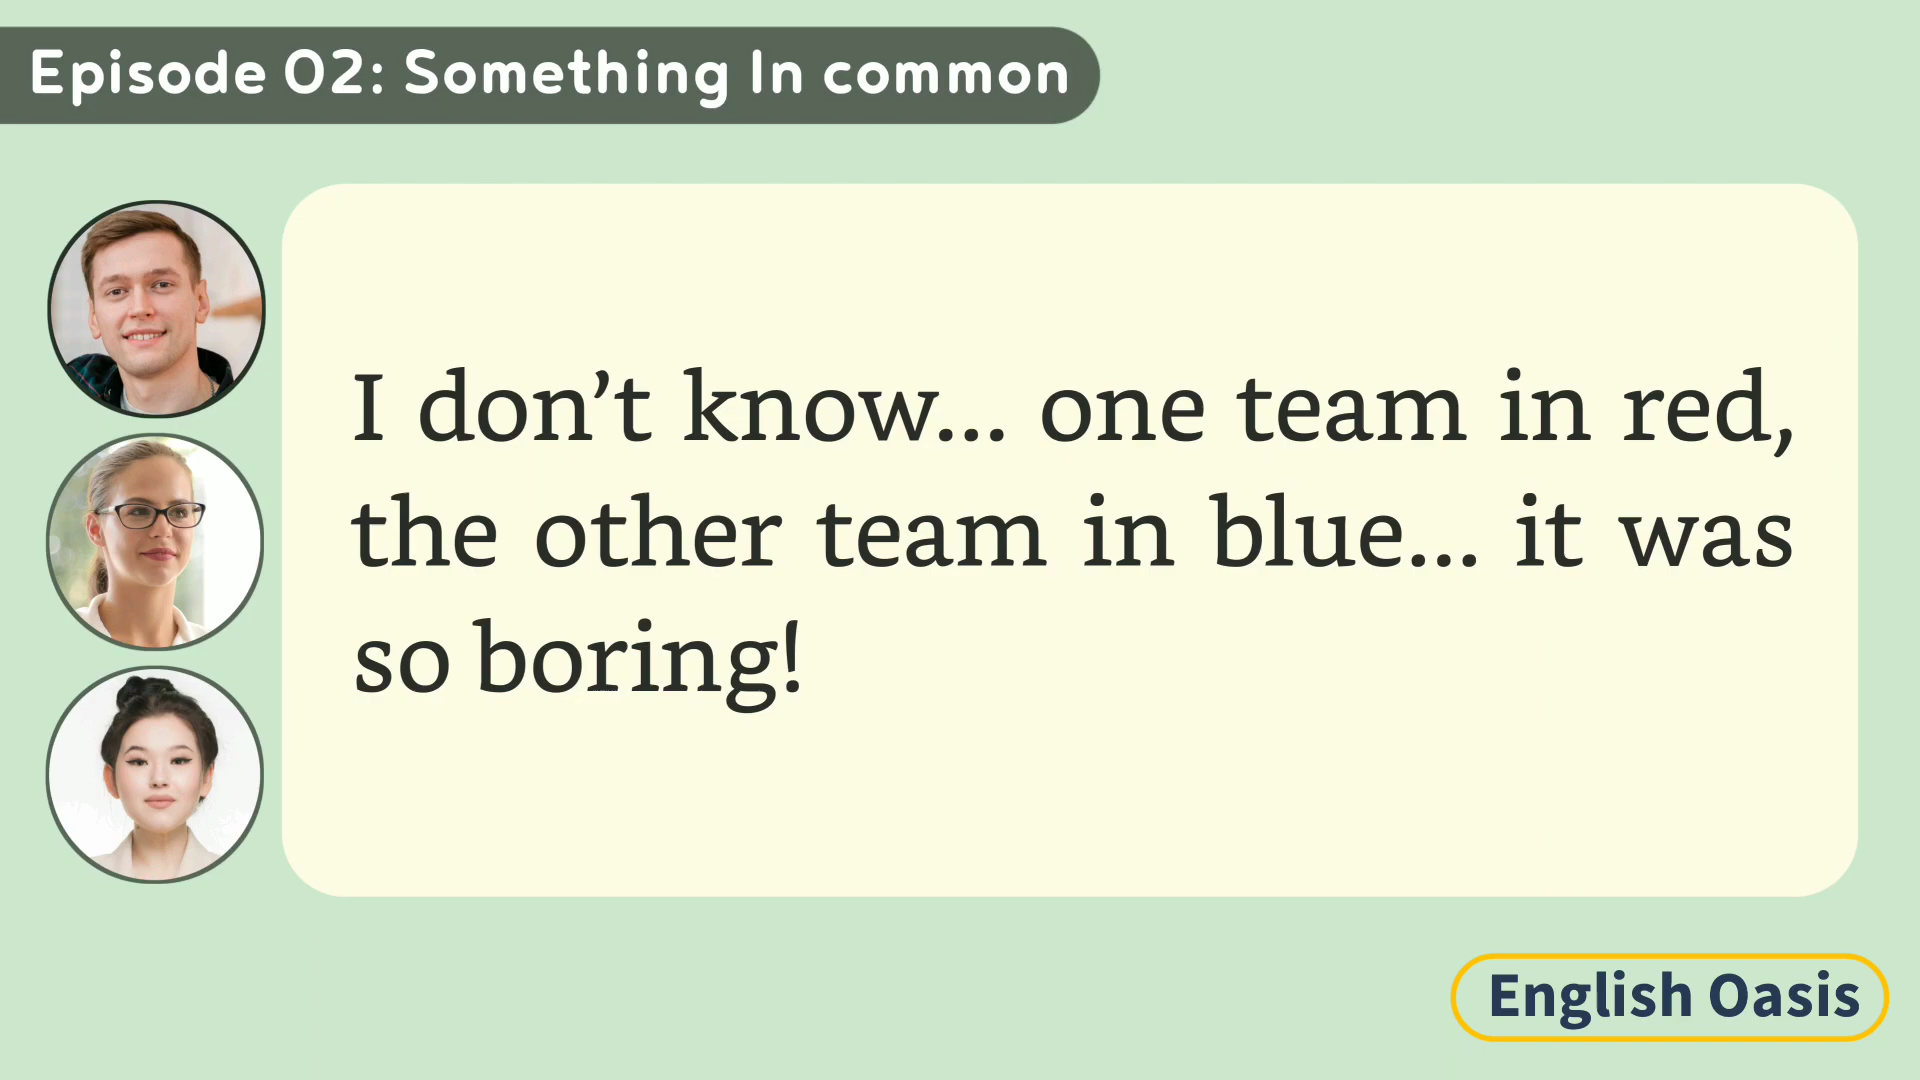 Episode 02: Something In common
I don’t know... one team in red,
the other team in blue... it was
so boring!
English Oasis